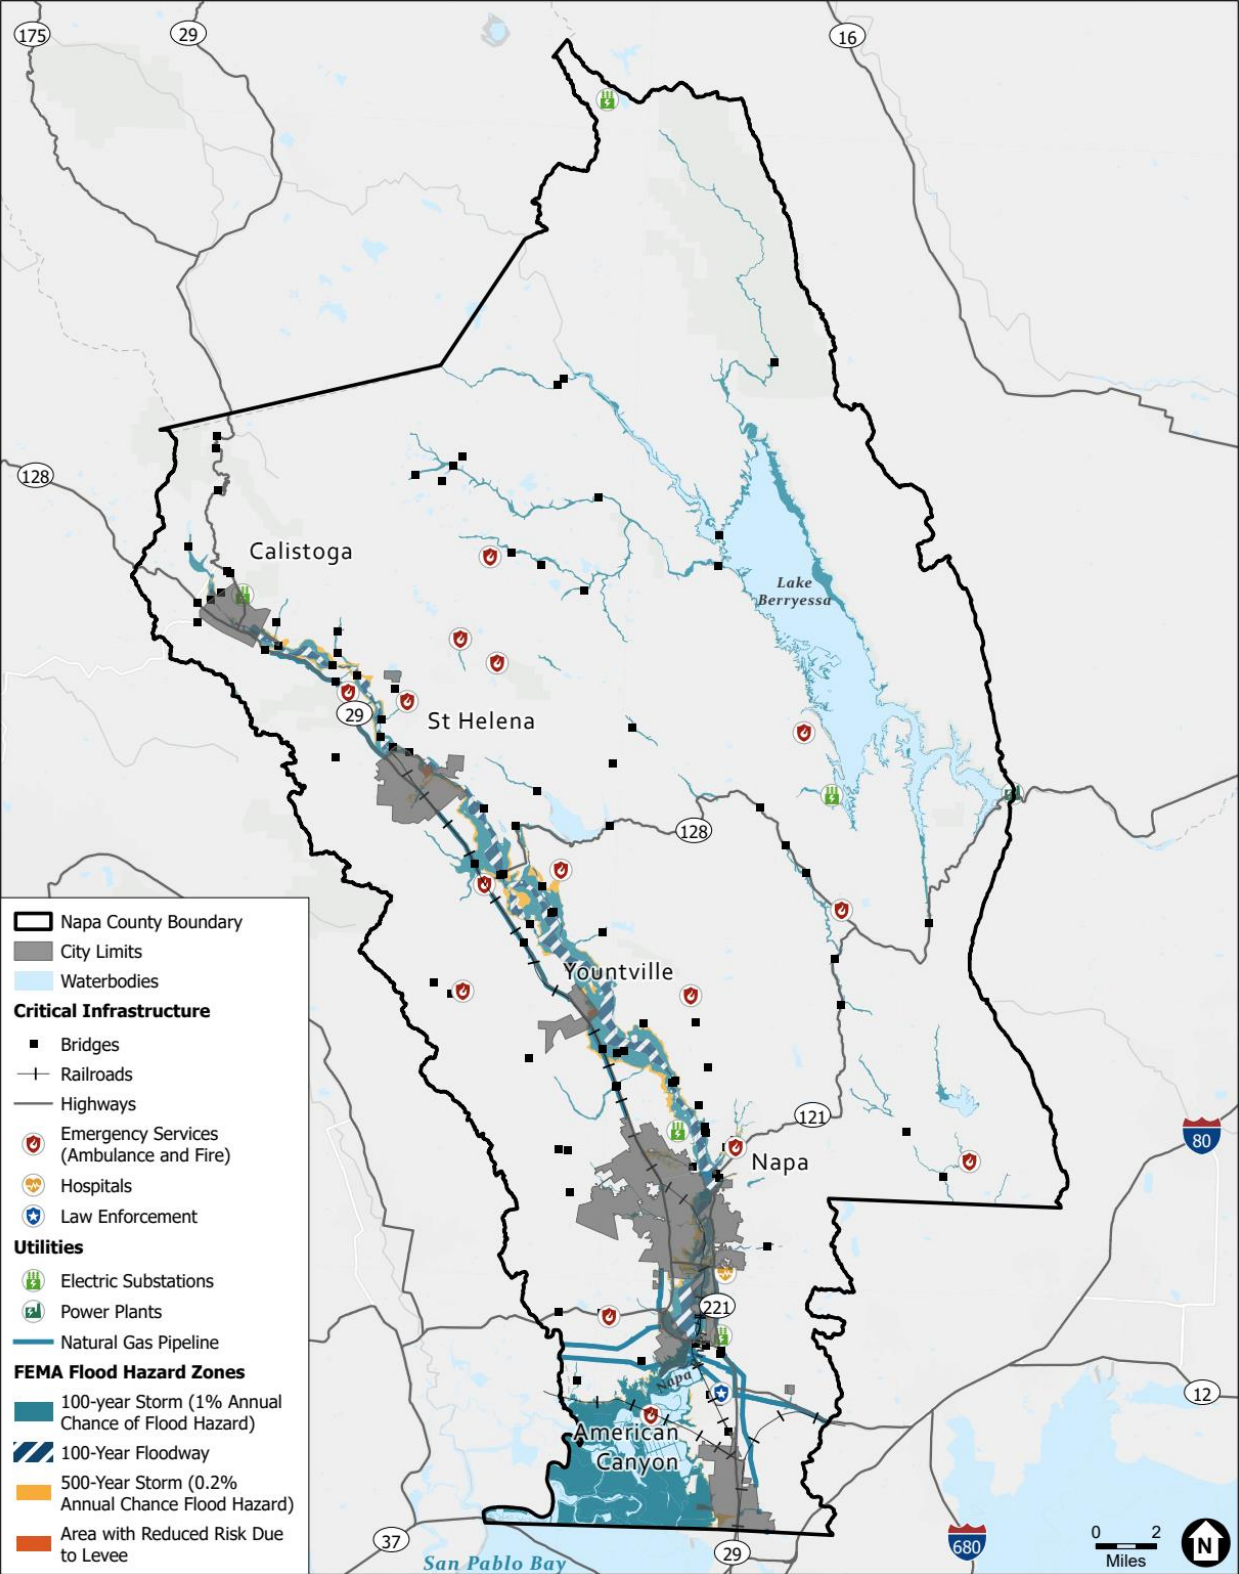 175
29
16
128
Calistoga
Lake
Berryessa
29
St Helena
128
Yountville
121
Napa
80
221
Napa
American
Canyon
12
37
29
680
San Pablo Bay
Napa County Boundary
City Limits
Waterbodies
Critical Infrastructure
Bridges
Railroads
Highways
Emergency Services
(Ambulance and Fire)
Hospitals
Law Enforcement
Utilities
Electric Substations
Power Plants
Natural Gas Pipeline
FEMA Flood Hazard Zones
100-year Storm (1% Annual
Chance of Flood Hazard)
100-Year Floodway
500-Year Storm (0.2%
Annual Chance Flood Hazard)
Area with Reduced Risk Due
to Levee
0 2
Miles
N